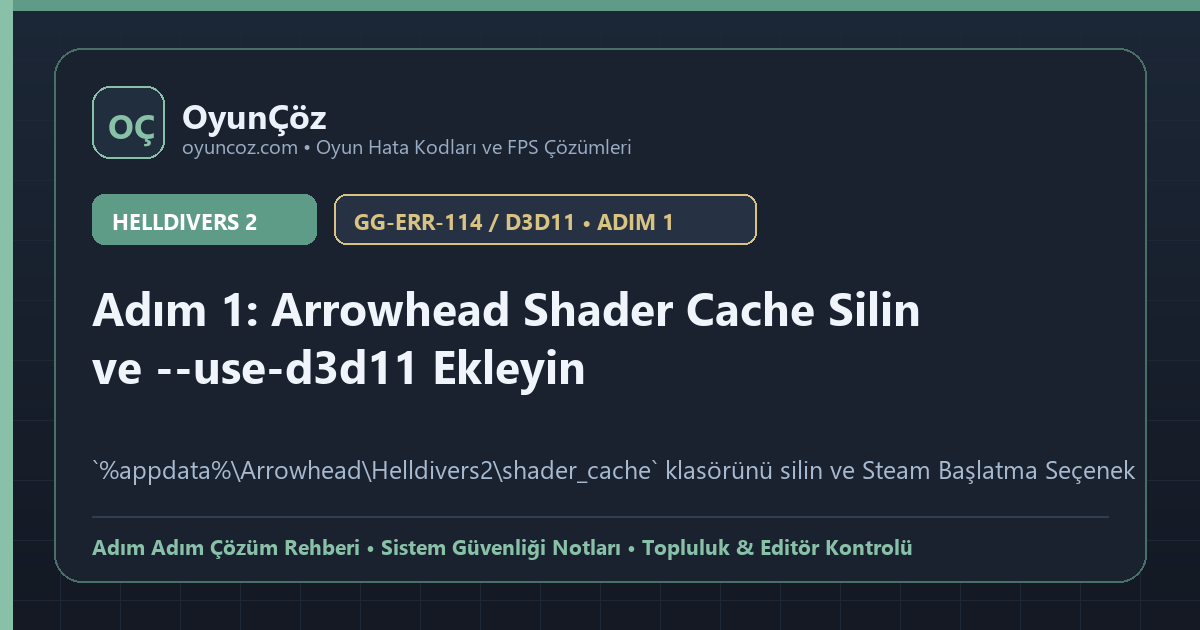 OÇ
OyunÇöz
oyuncoz.com • Oyun Hata Kodları ve FPS Çözümleri
HELLDIVERS 2
GG-ERR-114 / D3D11 • ADIM 1
Adım 1: Arrowhead Shader Cache Silin
ve --use-d3d11 Ekleyin
`%appdata%\Arrowhead\Helldivers2\shader_cache` klasörünü silin ve Steam Başlatma Seçenek
Adım Adım Çözüm Rehberi • Sistem Güvenliği Notları • Topluluk & Editör Kontrolü